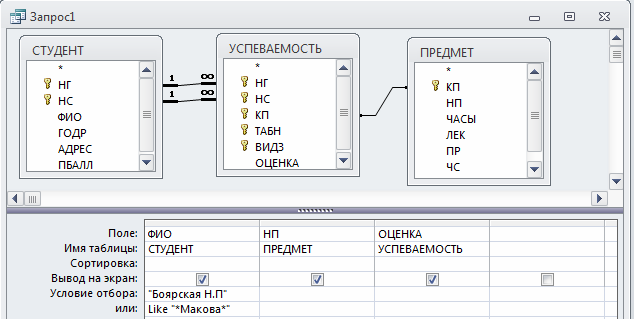 Запрос1
СТУДЕНТ
*
НГ
НС
ФИО
ГОДР
АДРЕС
ПБАЛЛ
1 ∞
1 ∞
УСПЕВАЕМОСТЬ
*
НГ
НС
КП
ТАБН
ВИДЗ
ОЦЕНКА
ПРЕДМЕТ
*
КП
НП
ЧАСЫ
ЛЕК
ПР
ЧС
Поле: ФИО НП ОЦЕНКА
Имя таблицы: СТУДЕНТ ПРЕДМЕТ УСПЕВАЕМОСТЬ
Сортировка:
Вывод на экран:
Условие отбора: "Боярская Н.П"
или: Like "*Макова*"